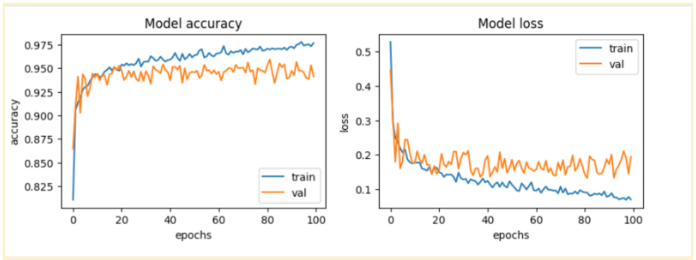 Model accuracy
0.975
0.950
0.925
0.900
0.875
0.850
0.825
accuracy
0 20 40 60 80 100
epochs
train
val
Model loss
0.5
0.4
0.3
0.2
0.1
loss
0 20 40 60 80 100
epochs
train
val